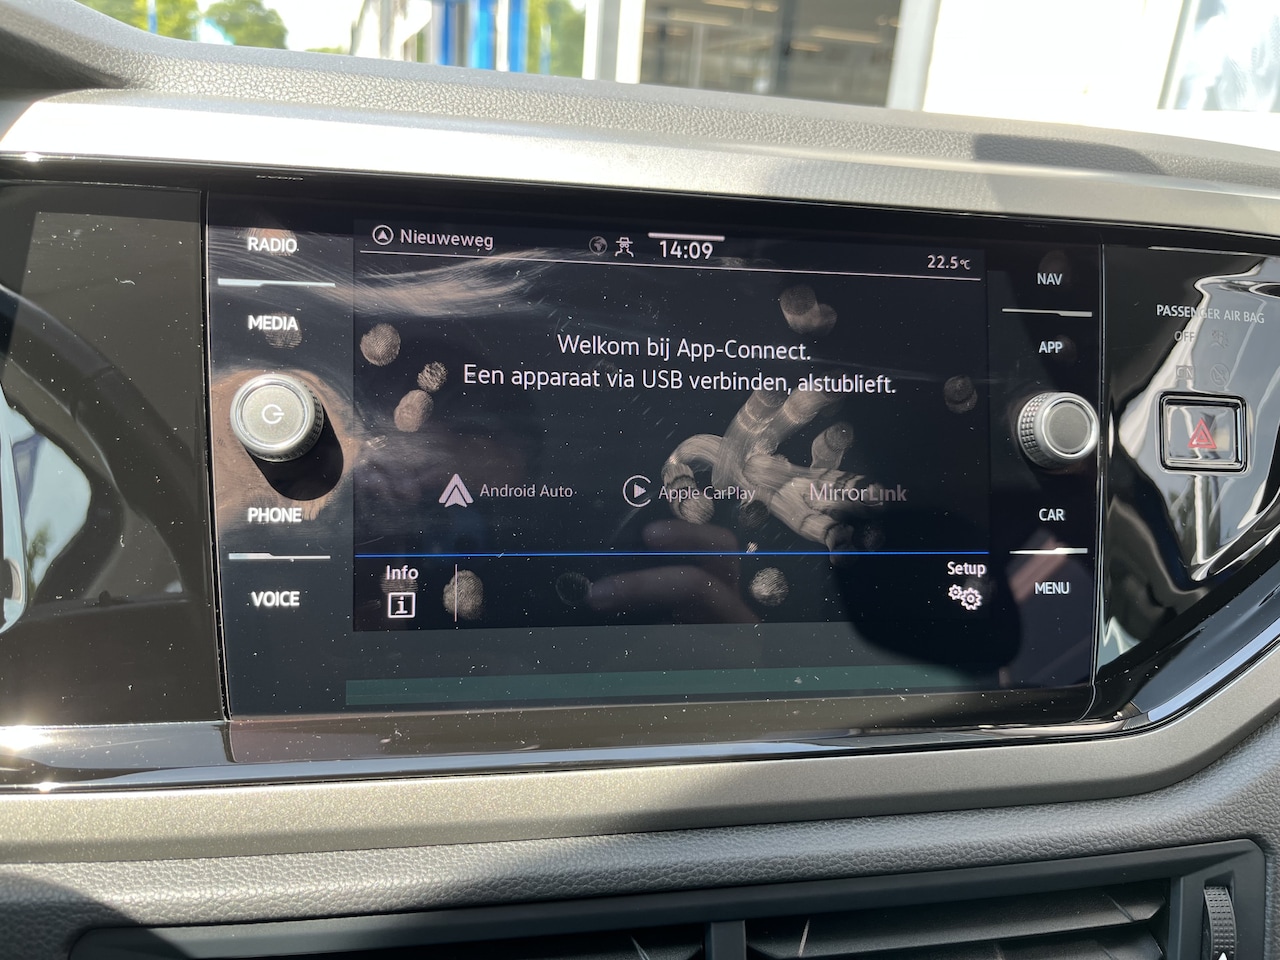 RADIO
MEDIA
PHONE
VOICE
Nieuweweg
14:09
22.5°C
Welkom bij App-Connect.
Een apparaat via USB verbinden, alstublieft.
Android Auto
Apple CarPlay
MirrorLink
Info
i
Setup
NAV
APP
CAR
MENU
PASSENGER AIR BAG
OFF
ON